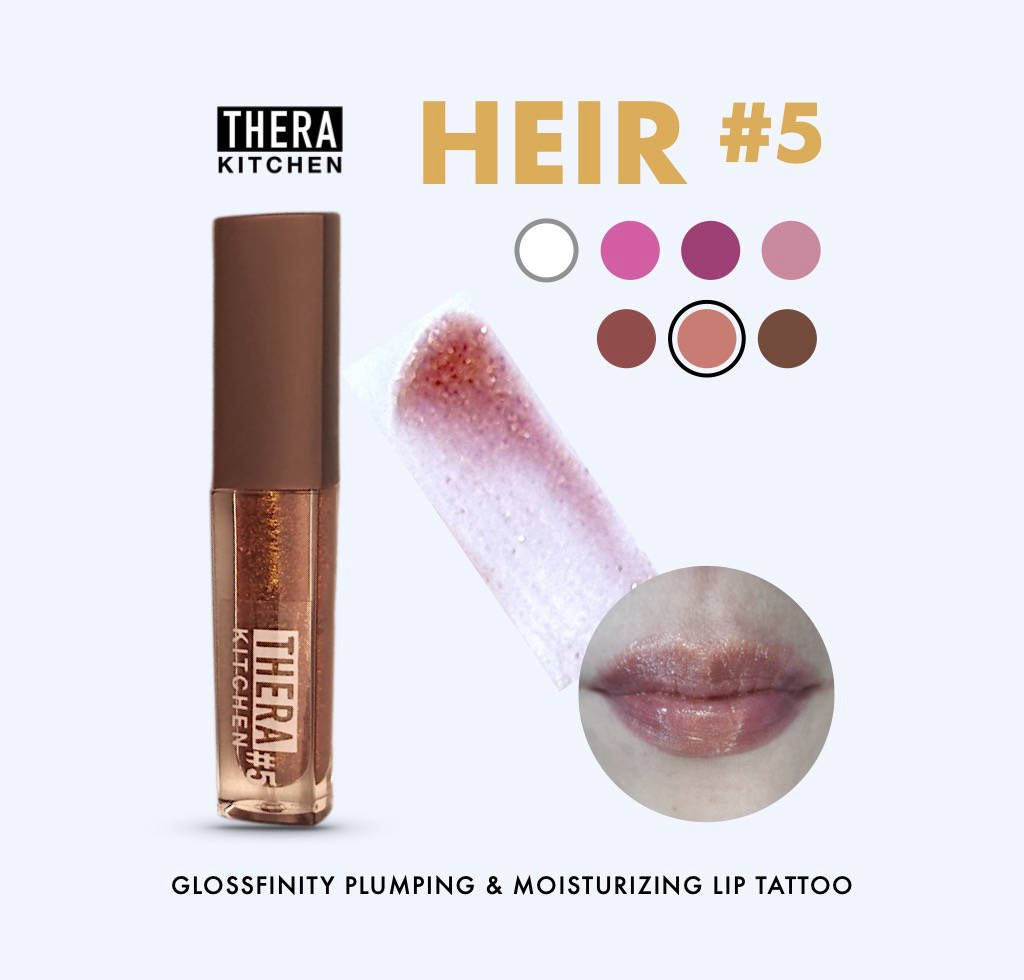 THERA
KITCHEN
HEIR #5
THERA
KITCHEN
#5
GLOSSFINITY PLUMPING & MOISTURIZING LIP TATTOO